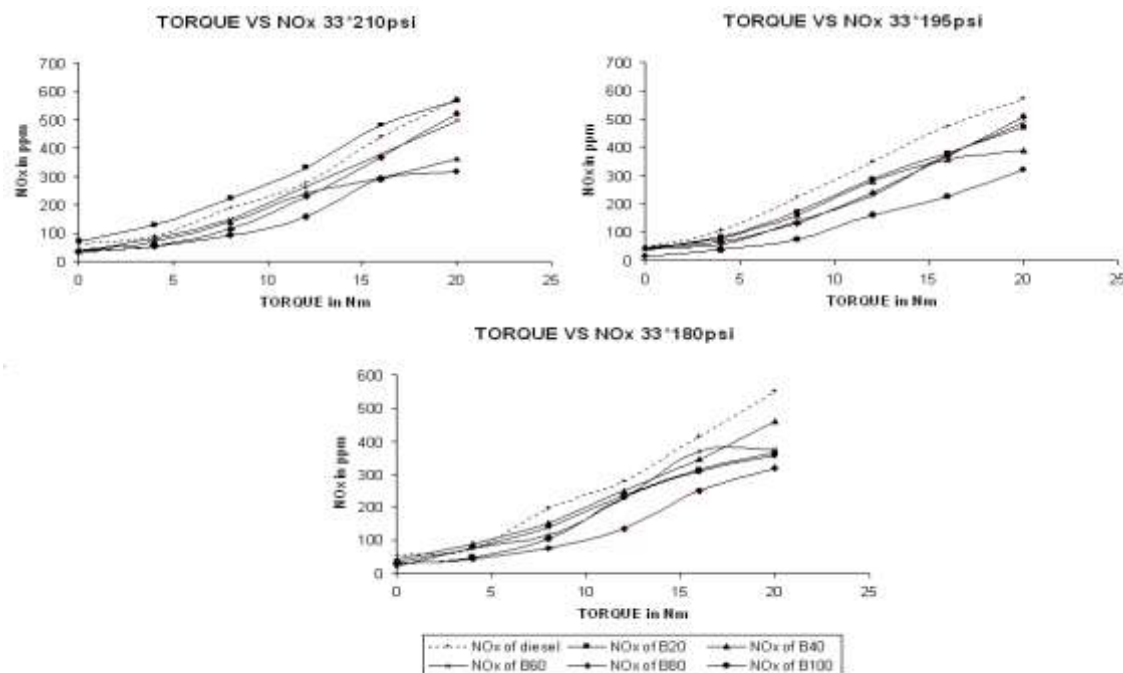 TORQUE VS NOx 33°210psi
700
600
500
400
300
200
100
0
NOx in ppm
0 5 10 15 20 25
TORQUE in Nm
TORQUE VS NOx 33°195psi
700
600
500
400
300
200
100
0
NOx in ppm
0 5 10 15 20 25
TORQUE in Nm
TORQUE VS NOx 33°180psi
600
500
400
300
200
100
0
NOx in ppm
0 5 10 15 20 25
TORQUE in Nm
NOx of diesel NOx of B20 NOx of B40
NOx of B60 NOx of B80 NOx of B100